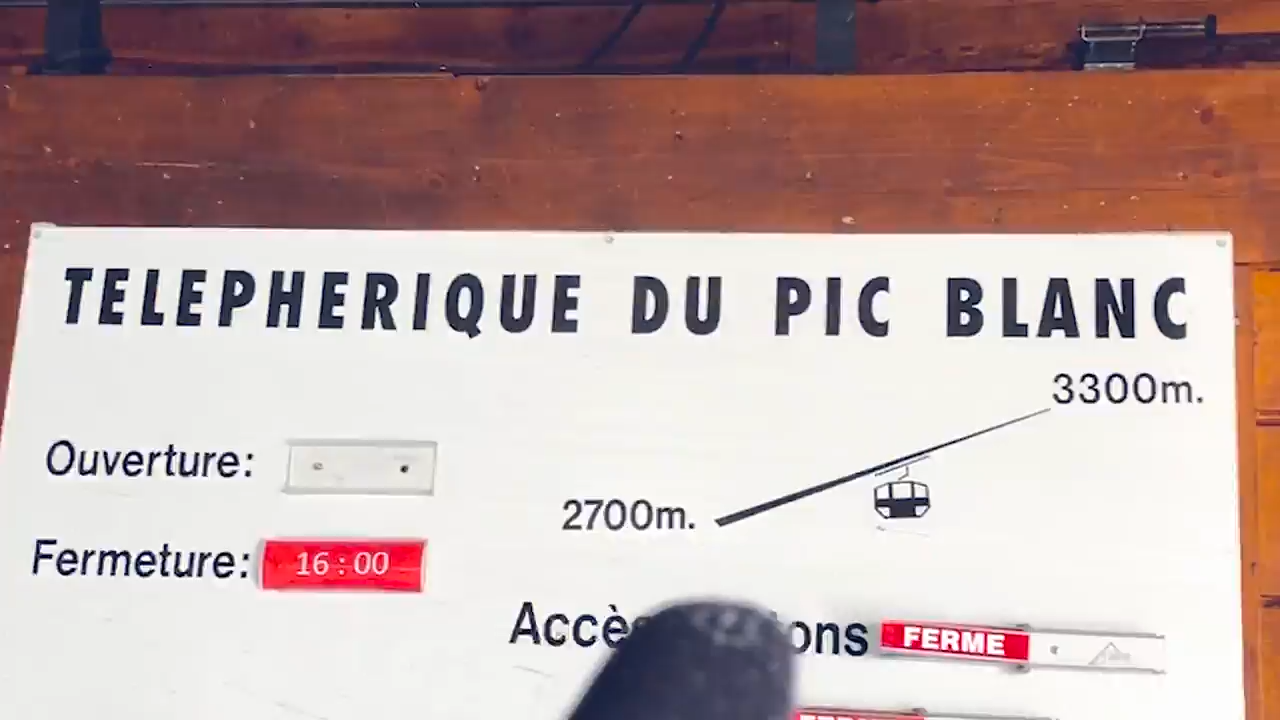 TELEPHERIQUE DU PIC BLANC
3300m.
Ouverture:
2700m.
Fermeture: 16:00
FERME